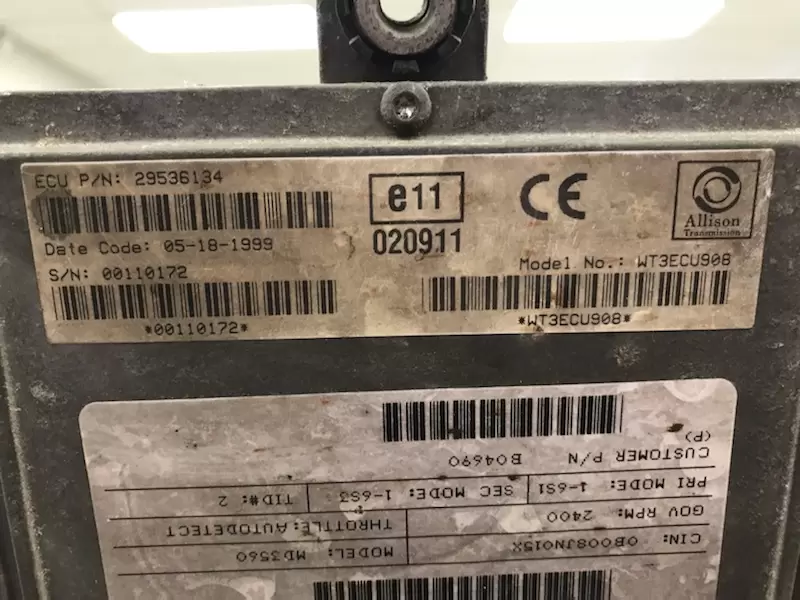 ECU P/N: 29536134
Date Code: 05-18-1999
S/N: 00110172
*00110172*
e11
020911
CE
Allison
Transmission
Model No.: WT3ECU908
*WT3ECU908*
MODEL: MD3560
CIN: 0B008JN015X
THROTTLE: AUTODETECT
GOV RPM: 2400
TID#: 2
SEC MODE: 1-6S3
PRI MODE: 1-6S1
CUSTOMER P/N B04690
(P)